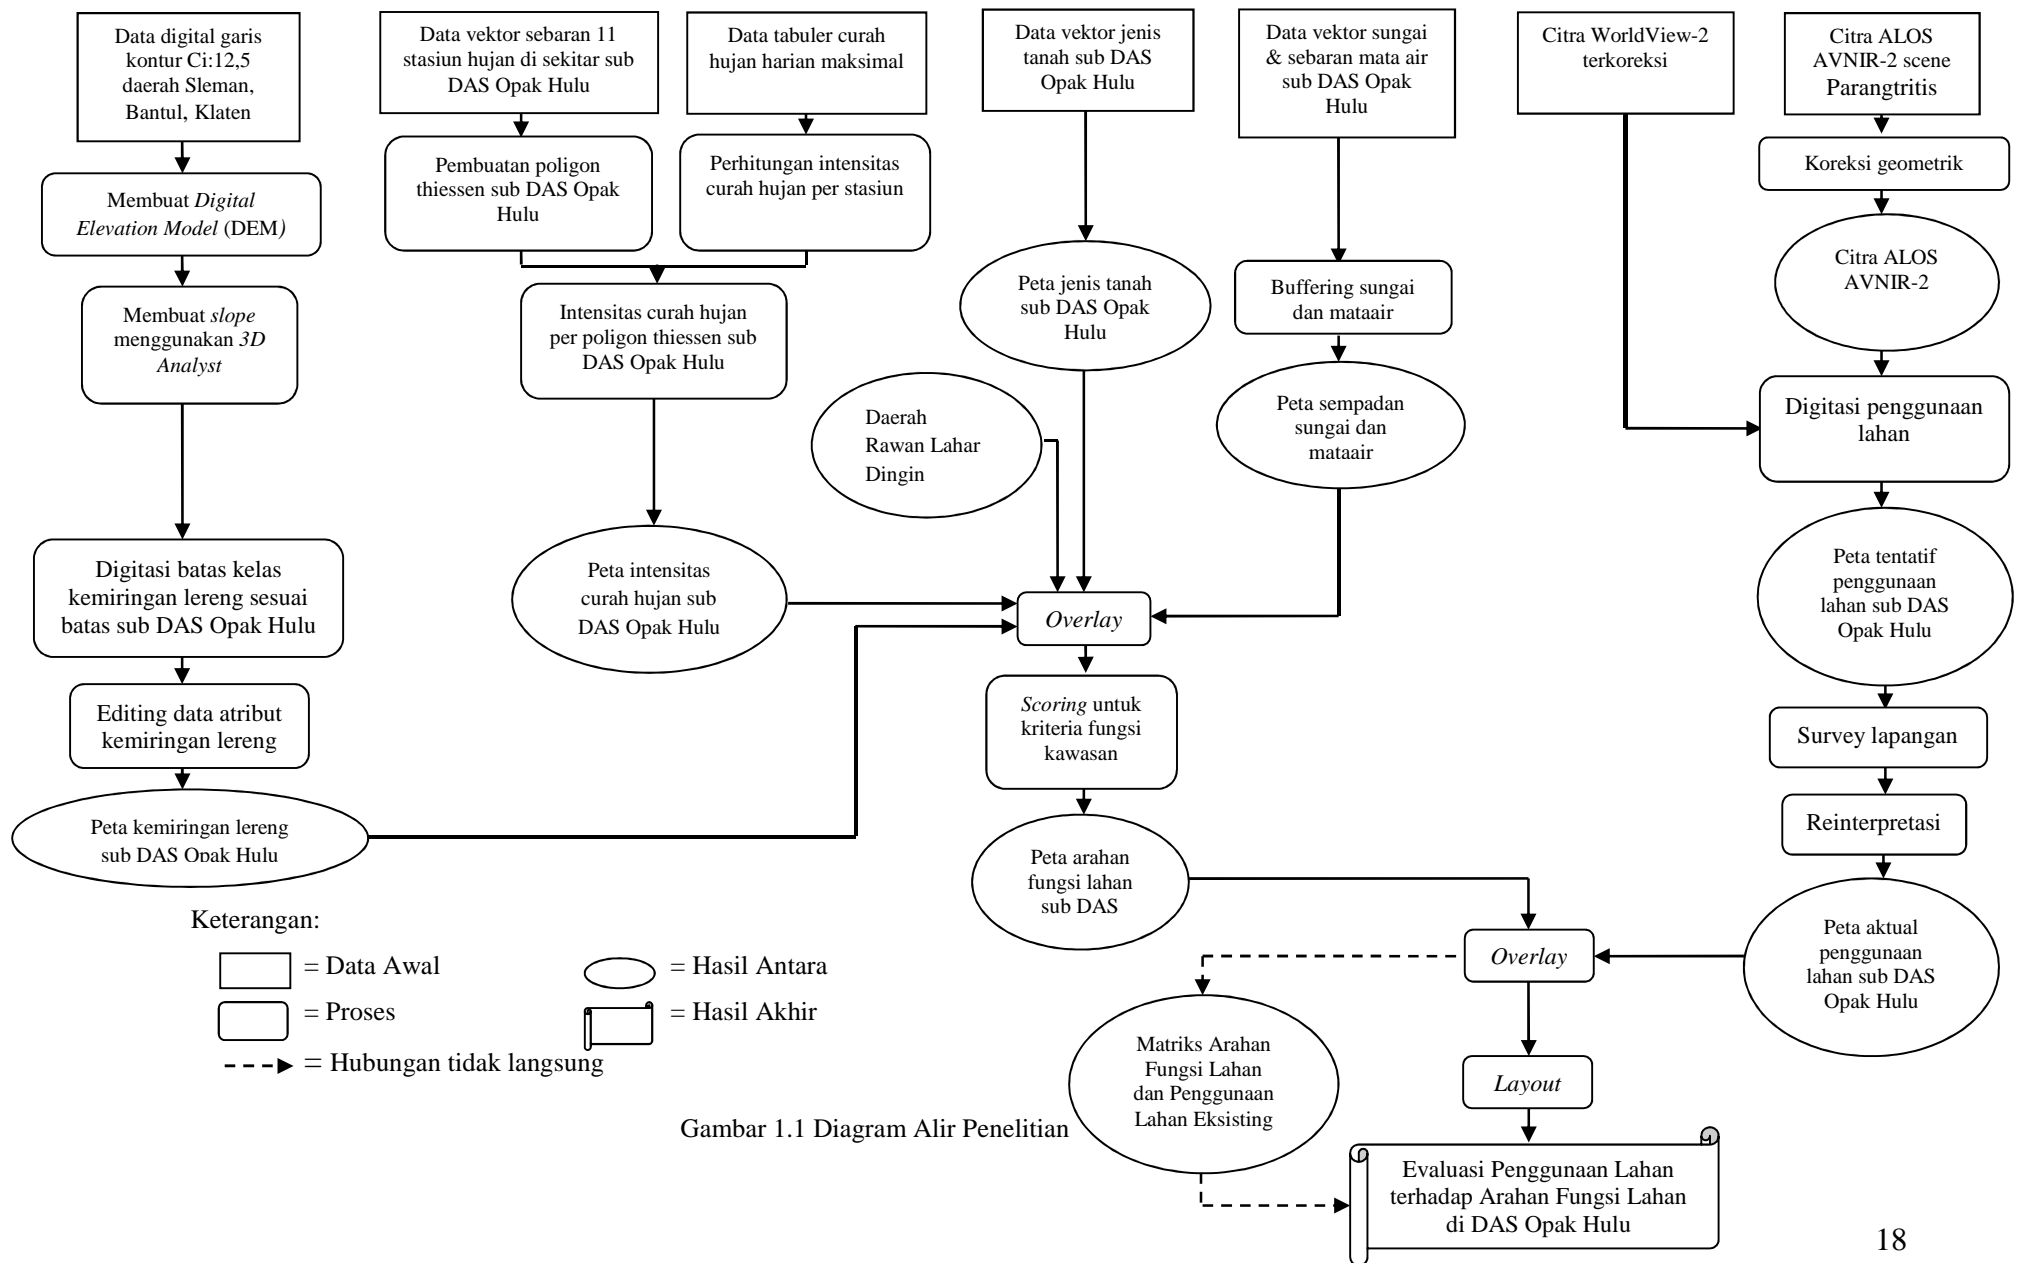 Data digital garis
kontur Ci:12,5
daerah Sleman,
Bantul, Klaten
Data vektor sebaran 11
stasiun hujan di sekitar sub
DAS Opak Hulu
Data tabuler curah
hujan harian maksimal
Data vektor jenis
tanah sub DAS
Opak Hulu
Data vektor sungai
& sebaran mata air
sub DAS Opak
Hulu
Citra WorldView-2
terkoreksi
Citra ALOS
AVNIR-2 scene
Parangtritis
Membuat Digital
Elevation Model (DEM)
Pembuatan poligon
thiessen sub DAS Opak
Hulu
Perhitungan intensitas
curah hujan per stasiun
Koreksi geometrik
Membuat slope
menggunakan 3D
Analyst
Intensitas curah hujan
per poligon thiessen sub
DAS Opak Hulu
Peta jenis tanah
sub DAS Opak
Hulu
Buffering sungai
dan mataair
Citra ALOS
AVNIR-2
Daerah
Rawan Lahar
Dingin
Peta sempadan
sungai dan
mataair
Digitasi penggunaan
lahan
Digitasi batas kelas
kemiringan lereng sesuai
batas sub DAS Opak Hulu
Peta intensitas
curah hujan sub
DAS Opak Hulu
Overlay
Peta tentatif
penggunaan
lahan sub DAS
Opak Hulu
Editing data atribut
kemiringan lereng
Scoring untuk
kriteria fungsi
kawasan
Survey lapangan
Peta kemiringan lereng
sub DAS Opak Hulu
Peta arahan
fungsi lahan
sub DAS
Reinterpretasi
Peta aktual
penggunaan
lahan sub DAS
Opak Hulu
Overlay
Keterangan:
= Data Awal
= Hasil Antara
= Proses
= Hasil Akhir
= Hubungan tidak langsung
Matriks Arahan
Fungsi Lahan
dan Penggunaan
Lahan Eksisting
Layout
Gambar 1.1 Diagram Alir Penelitian
Evaluasi Penggunaan Lahan
terhadap Arahan Fungsi Lahan
di DAS Opak Hulu
18